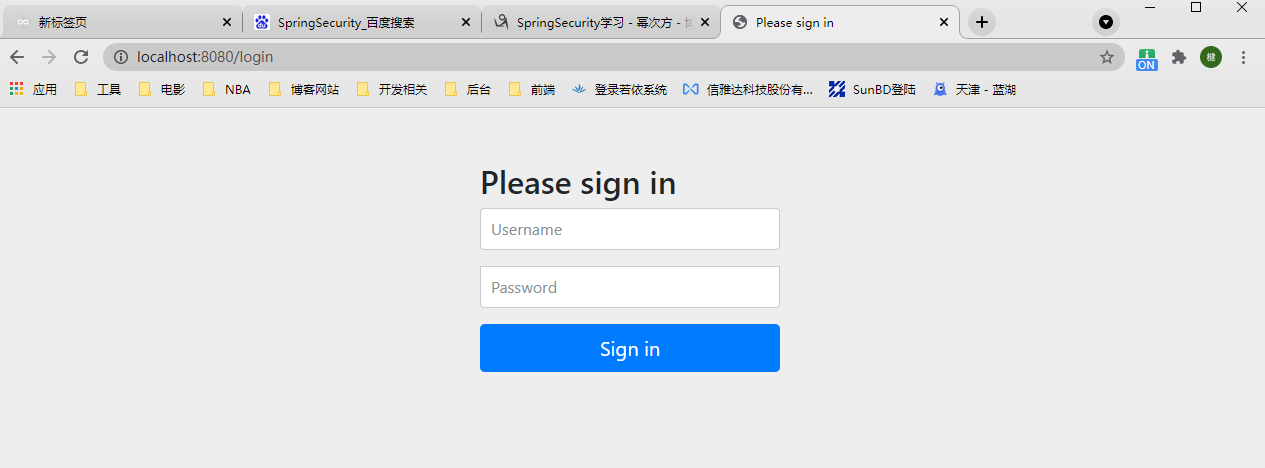 新标签页
SpringSecurity_百度搜索
SpringSecurity学习 - 幂次方 -
Please sign in
localhost:8080/login
ON
楗
应用 工具 电影 NBA 博客网站 开发相关 后台 前端 登录若依系统 信雅达科技股份有... SunBD登陆 天津 - 蓝湖
Please sign in
Username
Password
Sign in